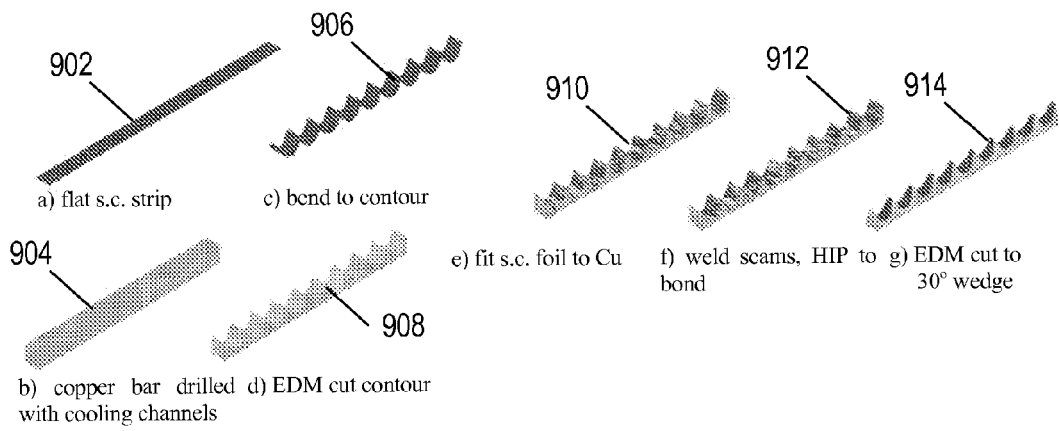 902
906
a) flat s.c. strip
c) bend to contour
904
908
b) copper bar drilled
with cooling channels
d) EDM cut contour
910
912
914
e) fit s.c. foil to Cu
f) weld seams, HIP to
bond
g) EDM cut to
30° wedge